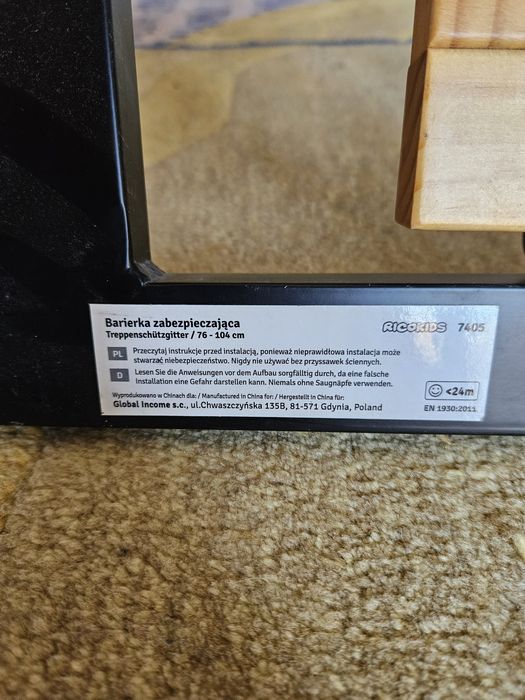 Barierka zabezpieczająca
Treppenschützgitter / 76 - 104 cm
RICOKIDS 7405
PL Przeczytaj instrukcje przed instalacją, ponieważ nieprawidłowa instalacja może
stwarzać niebezpieczeństwo. Nigdy nie używać bez przyssawek ściennych.
D Lesen Sie die Anweisungen vor dem Aufbau sorgfälltig durch, da eine falsche
Installation eine Gefahr darstellen kann. Niemals ohne Saugnäpfe verwenden.
Wyprodukowano w Chinach dla: / Manufactured in China for: / Hergestellt in China für:
Global Income s.c., ul.Chwaszczyńska 135B, 81-571 Gdynia, Poland
<24m
EN 1930:2011